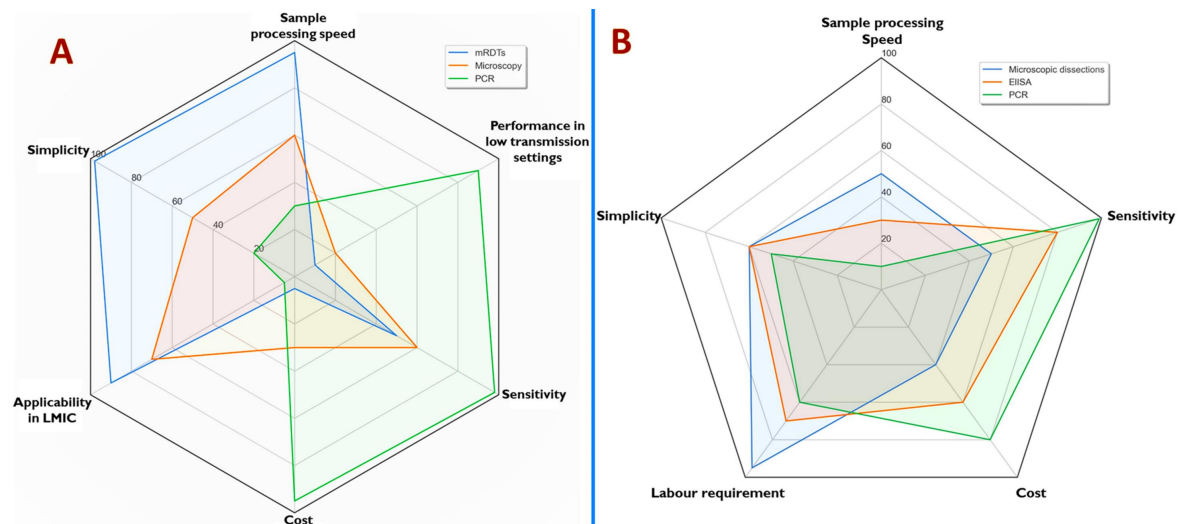 A
Sample
processing speed
mRDTs
Microscopy
PCR
Performance in
low transmission
settings
Simplicity
100
80
60
40
20
Applicability
in LMIC
Sensitivity
Cost
B
Sample processing
Speed
100
80
60
40
20
Microscopic dissections
EIISA
PCR
Simplicity
Sensitivity
Labour requirement
Cost